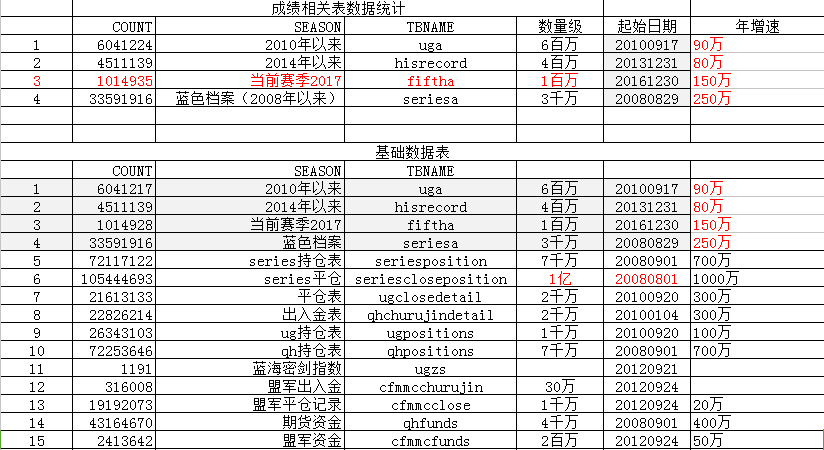 成绩相关表数据统计
COUNT SEASON TBNAME 数量级 起始日期 年增速
1 6041224 2010年以来 uga 6百万 20100917 90万
2 4511139 2014年以来 hisrecord 4百万 20131231 80万
3 1014935 当前赛季2017 fiftha 1百万 20161230 150万
4 33591916 蓝色档案（2008年以来） seriesa 3千万 20080829 250万
基础数据表
COUNT SEASON TBNAME
1 6041217 2010年以来 uga 6百万 20100917 90万
2 4511139 2014年以来 hisrecord 4百万 20131231 80万
3 1014928 当前赛季2017 fiftha 1百万 20161230 150万
4 33591916 蓝色档案 seriesa 3千万 20080829 250万
5 72117122 series持仓表 seriesposition 7千万 20080901 700万
6 105444693 series平仓 seriescloseposition 1亿 20080801 1000万
7 21613133 平仓表 ugclosedetail 2千万 20100920 300万
8 22826214 出入金表 qhchurujindetail 2千万 20100104 300万
9 26343103 ug持仓表 ugpositions 1千万 20100920 100万
10 72253646 qh持仓表 qhpositions 7千万 20080901 700万
11 1191 蓝海密剑指数 ugzs 20120921
12 316008 盟军出入金 cfmmcchurujin 30万 20120924
13 19192073 盟军平仓记录 cfmmcclose 1千万 20120924 20万
14 43164670 期货资金 qhfunds 4千万 20080901 400万
15 2413642 盟军资金 cfmmcfunds 2百万 20120924 50万